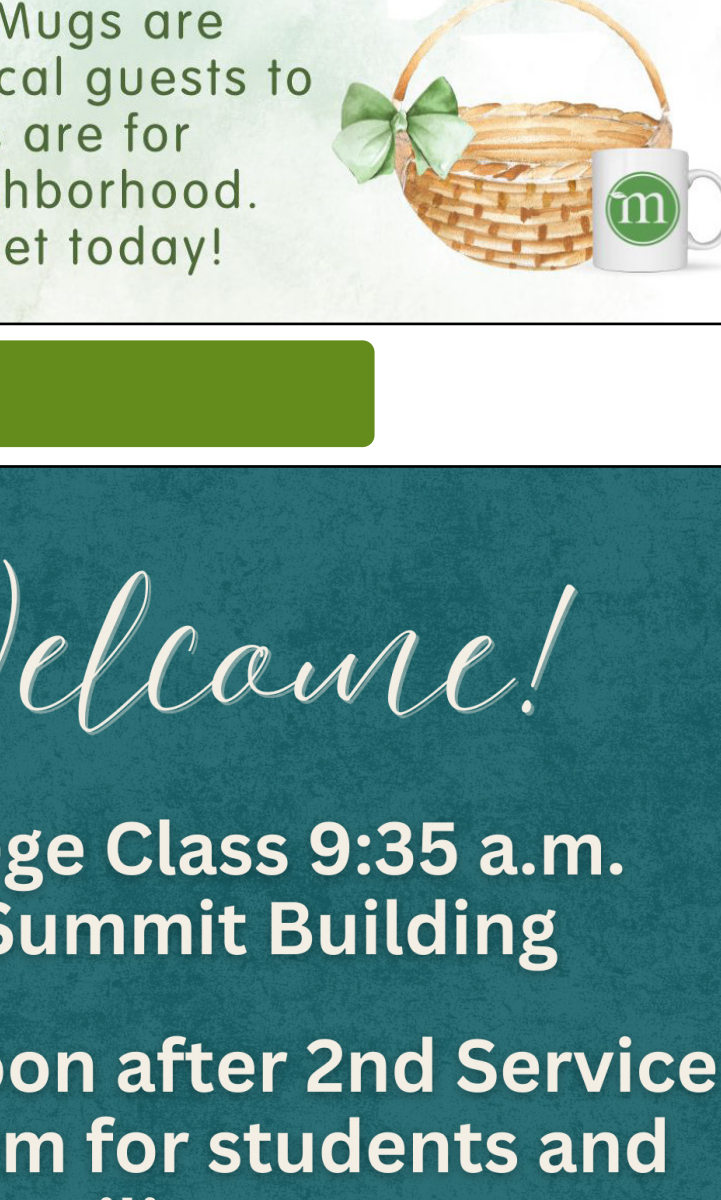 Mugs are
cal guests to
are for
hborhood.
et today!
m
Welcome!
ge Class 9:35 a.m.
Summit Building
oon after 2nd Service
m for students and